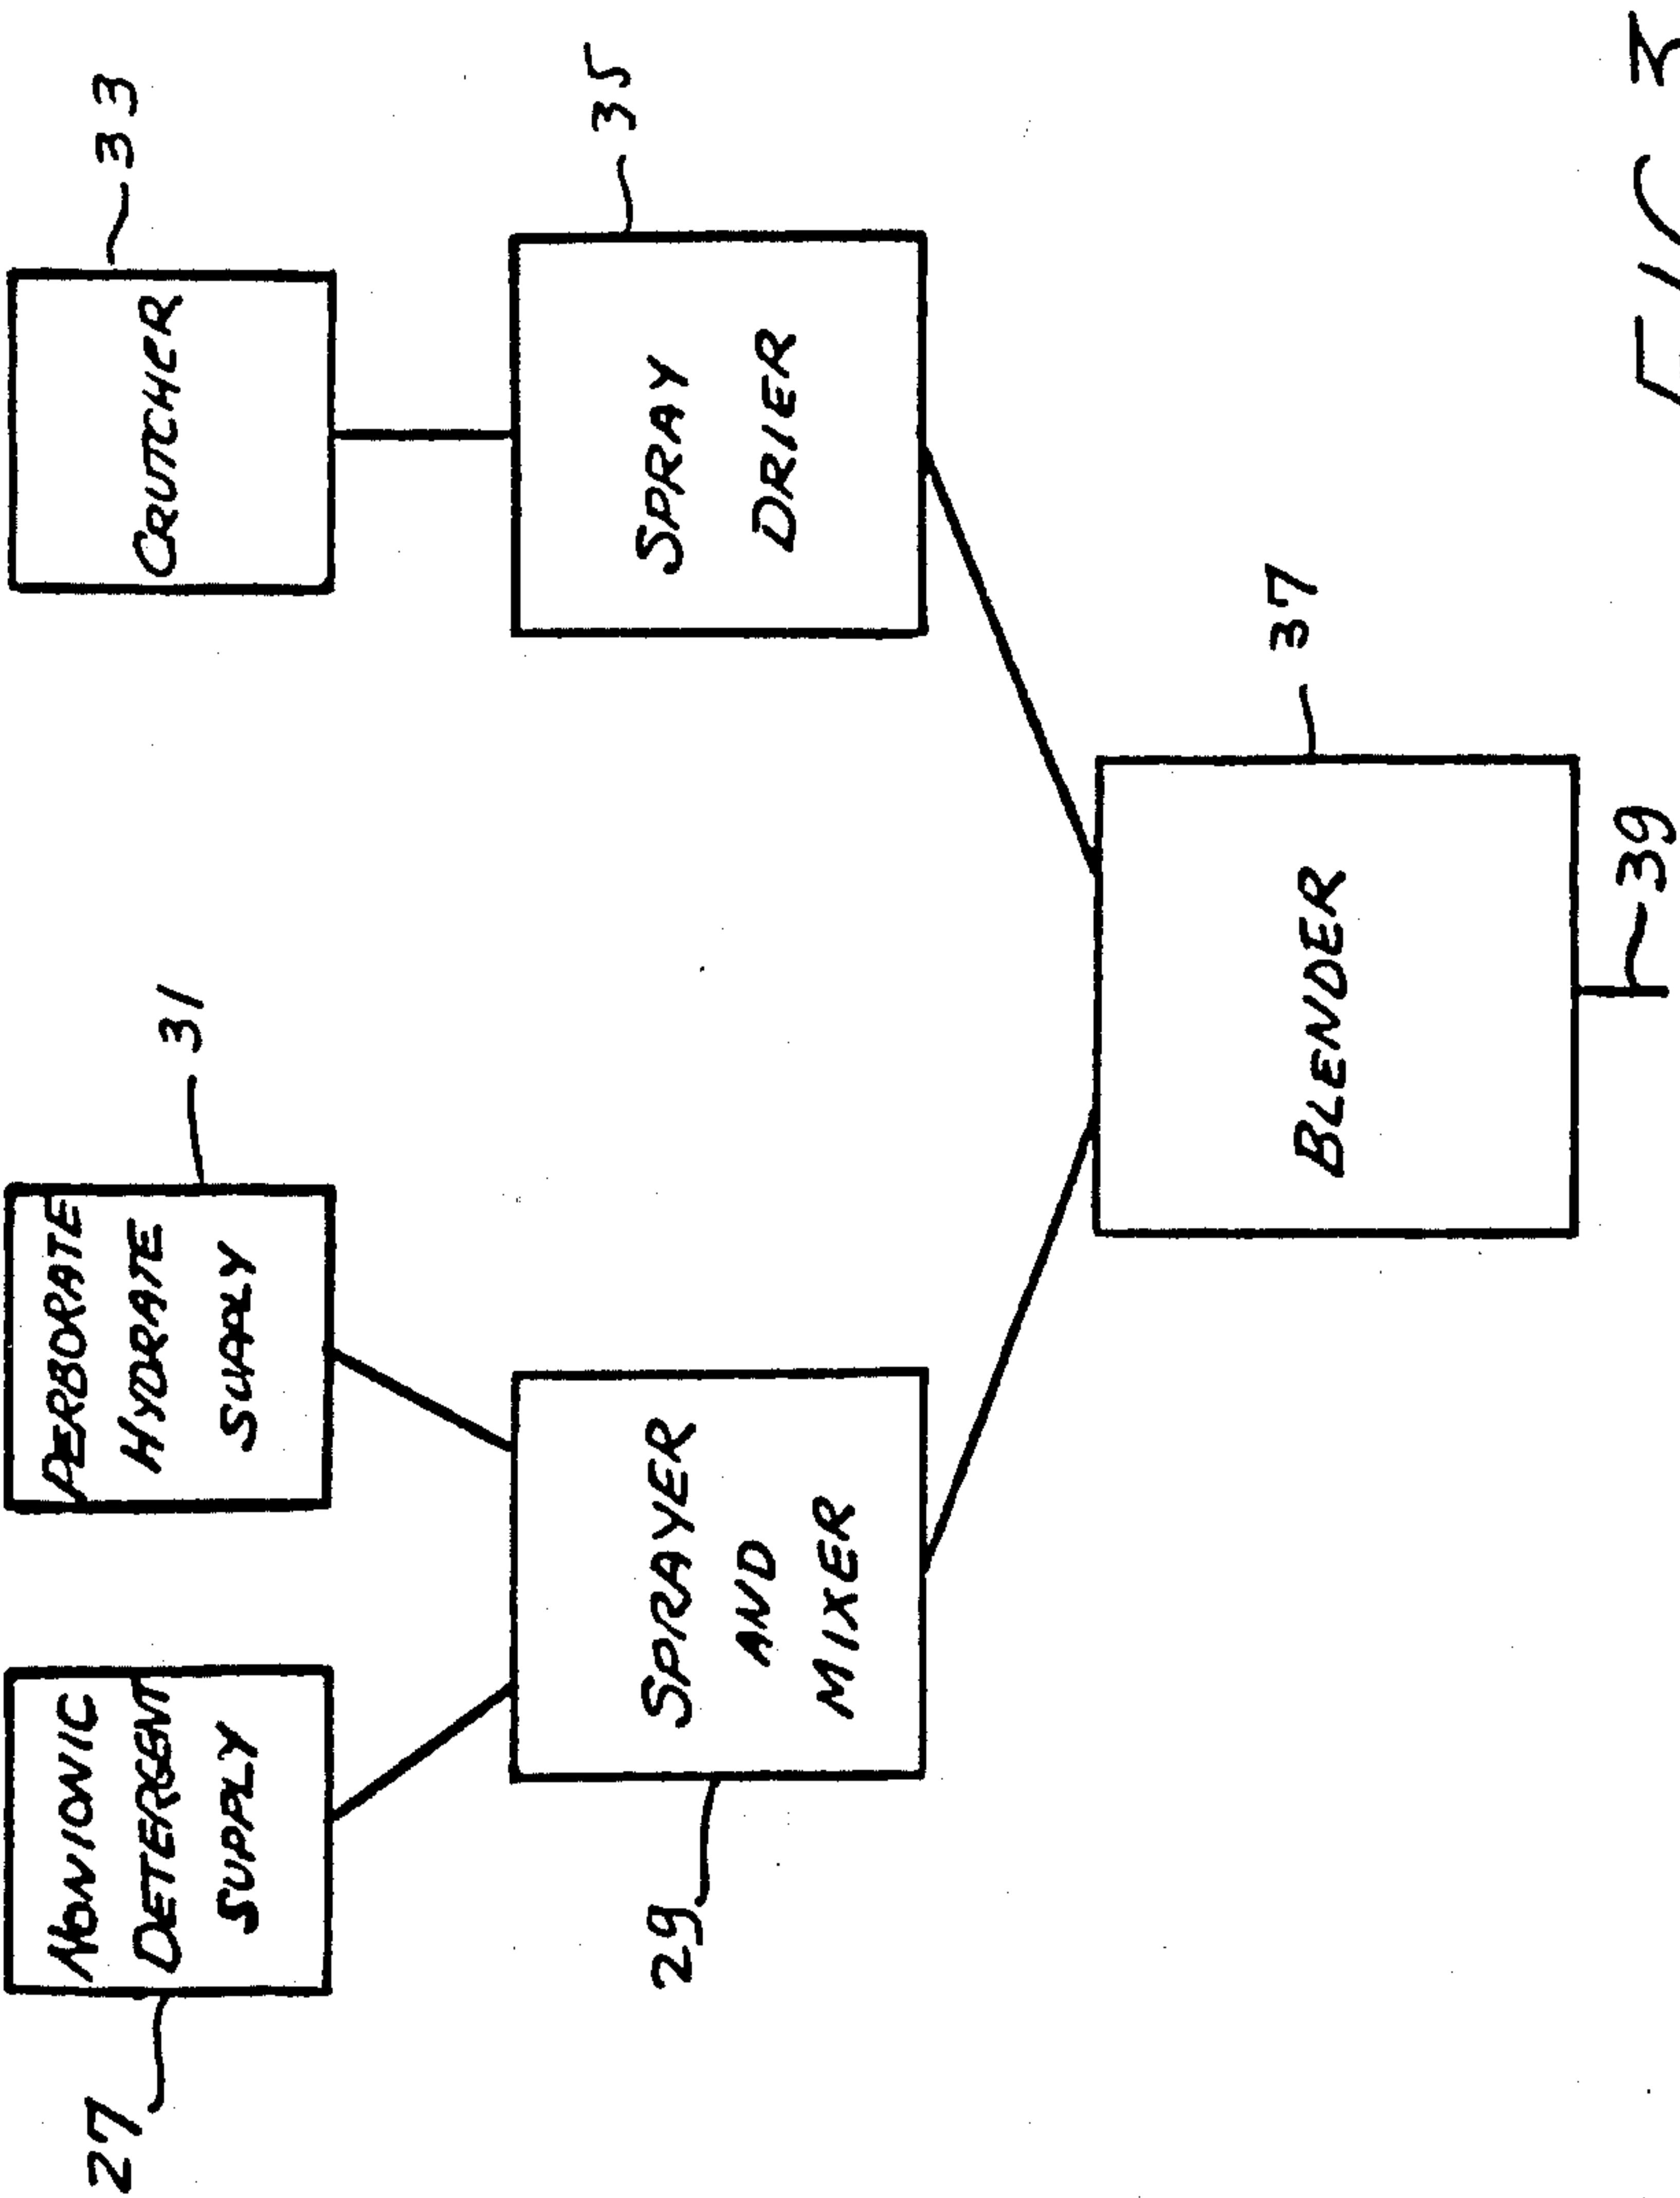 27
NONIONIC
DETERGENT
SUPPLY
PERBORATE
HYDRATE
SUPPLY
31
CRUTCHER
33
29
SPRAYER
AND
MIXER
SPRAY
DRIER
35
BLENDER
37
39